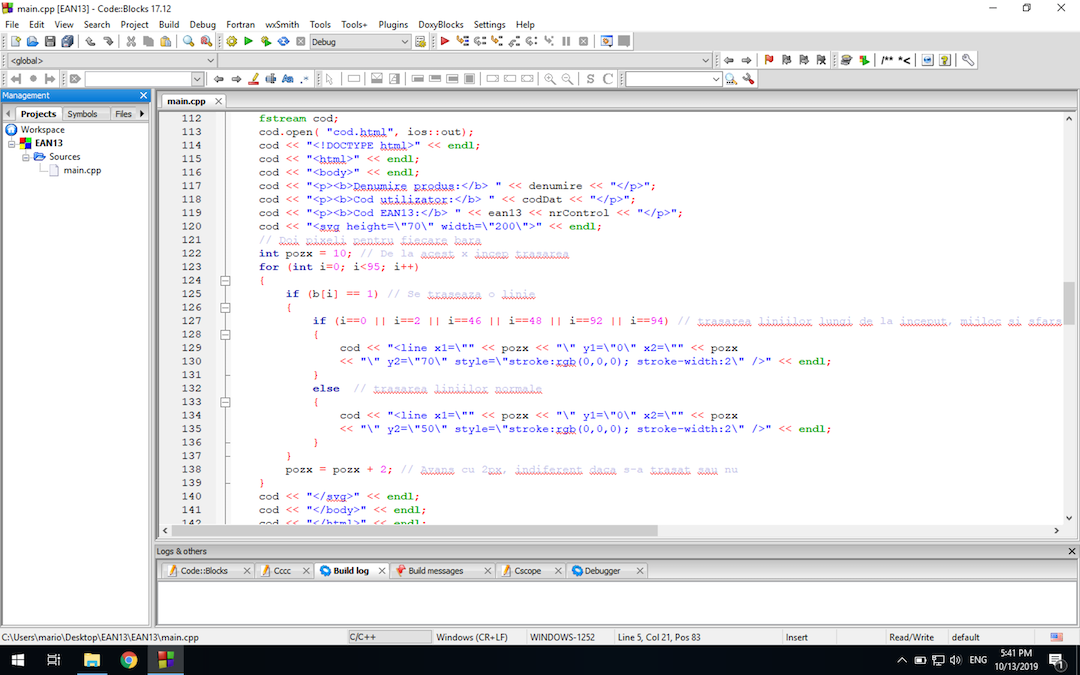 main.cpp [EAN13] - Code::Blocks 17.12
File Edit View Search Project Build Debug Fortran wxSmith Tools Tools+ Plugins DoxyBlocks Settings Help
Debug
<global>
/** *<
Aa .*
S C
Management
Projects Symbols Files
Workspace
EAN13
Sources
main.cpp
main.cpp
112 fstream cod;
113 cod.open( "cod.html", ios::out);
114 cod << "<!DOCTYPE html>" << endl;
115 cod << "<html>" << endl;
116 cod << "<body>" << endl;
117 cod << "<p><b>Denumire produs:</b> " << denumire << "</p>";
118 cod << "<p><b>Cod utilizator:</b> " << codDat << "</p>";
119 cod << "<p><b>Cod EAN13:</b> " << ean13 << nrControl << "</p>";
120 cod << "<svg height=\"70\" width=\"200\">" << endl;
121 // Doi pixeli pentru fiecare bara
122 int pozx = 10; // De la acest x incep trasarea
123 for (int i=0; i<95; i++)
124 {
125 if (b[i] == 1) // Se traseaza o linie
126 {
127 if (i==0 || i==2 || i==46 || i==48 || i==92 || i==94) // trasarea liniilor lungi de la inceput, mijloc si sfars
128 {
129 cod << "<line x1=\"" << pozx << "\" y1=\"0\" x2=\"" << pozx
130 << "\" y2=\"70\" style=\"stroke:rgb(0,0,0); stroke-width:2\" />" << endl;
131 }
132 else // trasarea liniilor normale
133 {
134 cod << "<line x1=\"" << pozx << "\" y1=\"0\" x2=\"" << pozx
135 << "\" y2=\"50\" style=\"stroke:rgb(0,0,0); stroke-width:2\" />" << endl;
136 }
137 }
138 pozx = pozx + 2; // Avans cu 2px, indiferent daca s-a trasat sau nu
139 }
140 cod << "</svg>" << endl;
141 cod << "</body>" << endl;
142 cod << "</html>" << endl;
Logs & others
Code::Blocks Cccc Build log Build messages Cscope Debugger
C:\Users\mario\Desktop\EAN13\EAN13\main.cpp C/C++ Windows (CR+LF) WINDOWS-1252 Line 5, Col 21, Pos 83 Insert Read/Write default
ENG 5:41 PM
10/13/2019
1